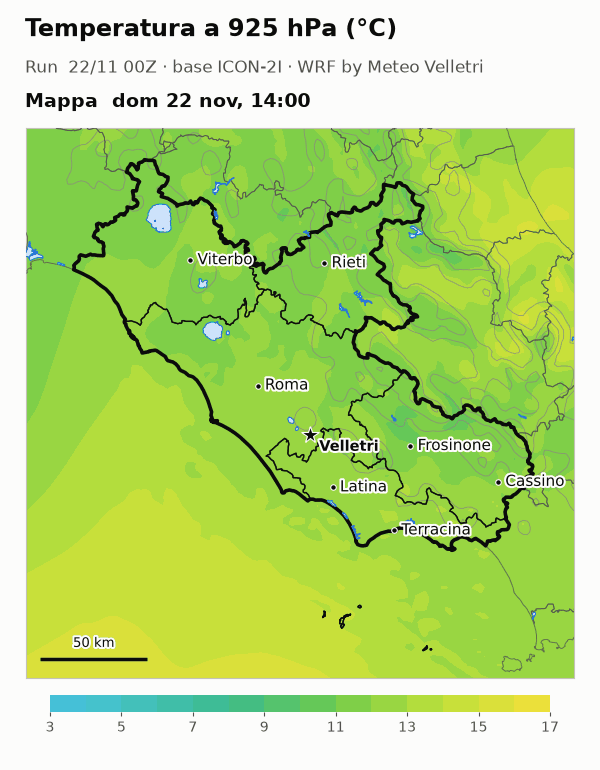 Temperatura a 925 hPa (°C)
Run  22/11 00Z · base ICON-2I · WRF by Meteo Velletri
Mappa  dom 22 nov, 14:00
Viterbo
Rieti
Roma
Velletri
Frosinone
Latina
Cassino
Terracina
50 km
3 5 7 9 11 13 15 17